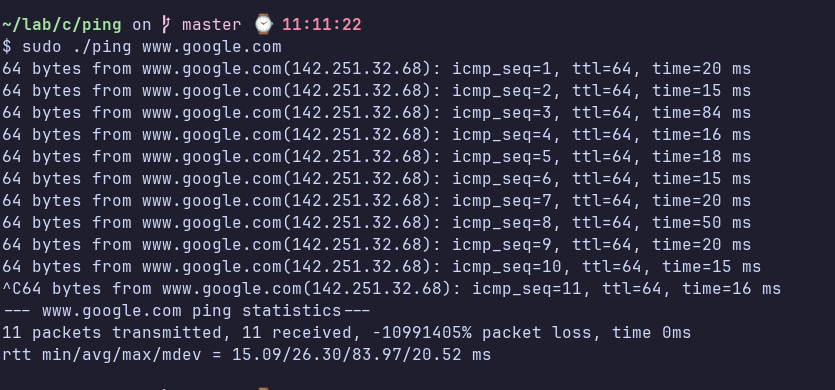 ~/lab/c/ping on master ⌚ 11:11:22
$ sudo ./ping www.google.com
64 bytes from www.google.com(142.251.32.68): icmp_seq=1, ttl=64, time=20 ms
64 bytes from www.google.com(142.251.32.68): icmp_seq=2, ttl=64, time=15 ms
64 bytes from www.google.com(142.251.32.68): icmp_seq=3, ttl=64, time=84 ms
64 bytes from www.google.com(142.251.32.68): icmp_seq=4, ttl=64, time=16 ms
64 bytes from www.google.com(142.251.32.68): icmp_seq=5, ttl=64, time=18 ms
64 bytes from www.google.com(142.251.32.68): icmp_seq=6, ttl=64, time=15 ms
64 bytes from www.google.com(142.251.32.68): icmp_seq=7, ttl=64, time=20 ms
64 bytes from www.google.com(142.251.32.68): icmp_seq=8, ttl=64, time=50 ms
64 bytes from www.google.com(142.251.32.68): icmp_seq=9, ttl=64, time=20 ms
64 bytes from www.google.com(142.251.32.68): icmp_seq=10, ttl=64, time=15 ms
^C64 bytes from www.google.com(142.251.32.68): icmp_seq=11, ttl=64, time=16 ms
--- www.google.com ping statistics---
11 packets transmitted, 11 received, -10991405% packet loss, time 0ms
rtt min/avg/max/mdev = 15.09/26.30/83.97/20.52 ms